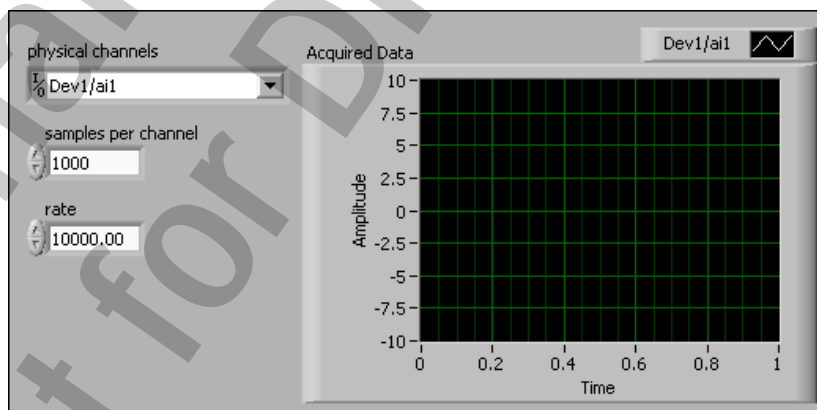 physical channels
I/O Dev1/ai1
samples per channel
1000
rate
10000.00
Acquired Data
Dev1/ai1
Amplitude
10
7.5
5
2.5
0
-2.5
-5
-7.5
-10
0 0.2 0.4 0.6 0.8 1
Time